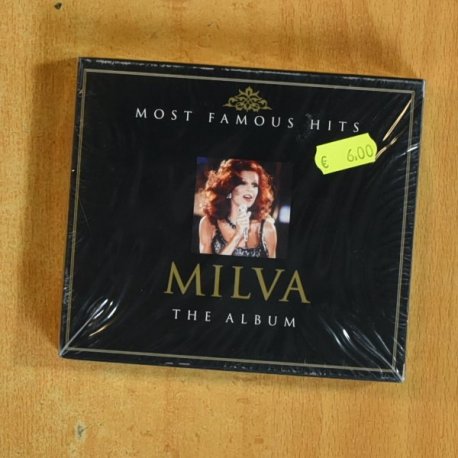 MOST FAMOUS HITS
€ 6,00
MILVA
THE ALBUM